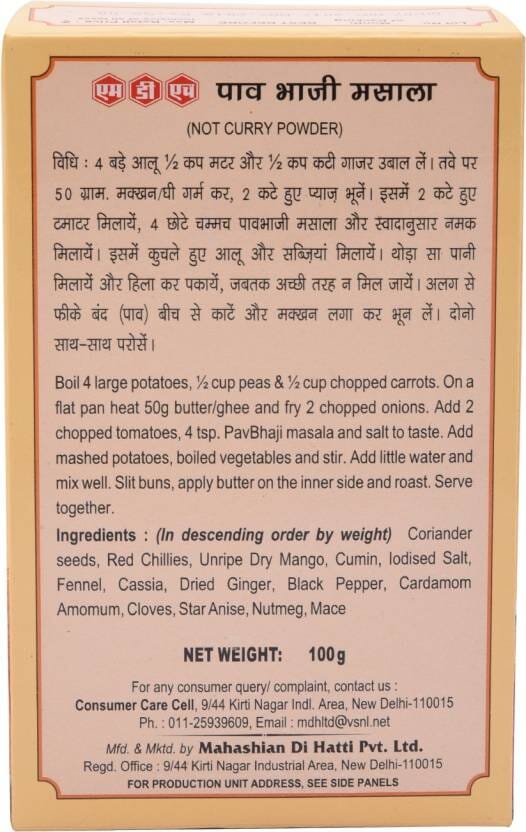 एम डी एच पाव भाजी मसाला
(NOT CURRY POWDER)
विधि : 4 बड़े आलू ½ कप मटर और ½ कप कटी गाजर उबाल लें। तवे पर
50 ग्राम. मक्खन/घी गर्म कर, 2 कटे हुए प्याज़ भूनें। इसमें 2 कटे हुए
टमाटर मिलायें, 4 छोटे चम्मच पावभाजी मसाला और स्वादानुसार नमक
मिलायें। इसमें कुचले हुए आलू और सब्ज़ियां मिलायें। थोड़ा सा पानी
मिलायें और हिला कर पकायें, जबतक अच्छी तरह न मिल जायें। अलग से
फीके बंद (पाव) बीच से काटें और मक्खन लगा कर भून लें। दोनो
साथ-साथ परोसें।
Boil 4 large potatoes, ½ cup peas & ½ cup chopped carrots. On a
flat pan heat 50g butter/ghee and fry 2 chopped onions. Add 2
chopped tomatoes, 4 tsp. PavBhaji masala and salt to taste. Add
mashed potatoes, boiled vegetables and stir. Add little water and
mix well. Slit buns, apply butter on the inner side and roast. Serve
together.
Ingredients : (In descending order by weight) Coriander
seeds, Red Chillies, Unripe Dry Mango, Cumin, Iodised Salt,
Fennel, Cassia, Dried Ginger, Black Pepper, Cardamom
Amomum, Cloves, Star Anise, Nutmeg, Mace
NET WEIGHT: 100g
For any consumer query/ complaint, contact us :
Consumer Care Cell, 9/44 Kirti Nagar Indl. Area, New Delhi-110015
Ph. : 011-25939609, Email : mdhltd@vsnl.net
Mfd. & Mktd. by Mahashian Di Hatti Pvt. Ltd.
Regd. Office : 9/44 Kirti Nagar Industrial Area, New Delhi-110015
FOR PRODUCTION UNIT ADDRESS, SEE SIDE PANELS